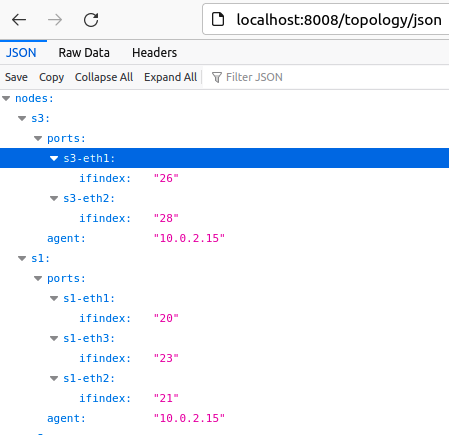 localhost:8008/topology/json
JSON Raw Data Headers
Save Copy Collapse All Expand All Filter JSON
nodes:
s3:
ports:
s3-eth1:
ifindex: "26"
s3-eth2:
ifindex: "28"
agent: "10.0.2.15"
s1:
ports:
s1-eth1:
ifindex: "20"
s1-eth3:
ifindex: "23"
s1-eth2:
ifindex: "21"
agent: "10.0.2.15"